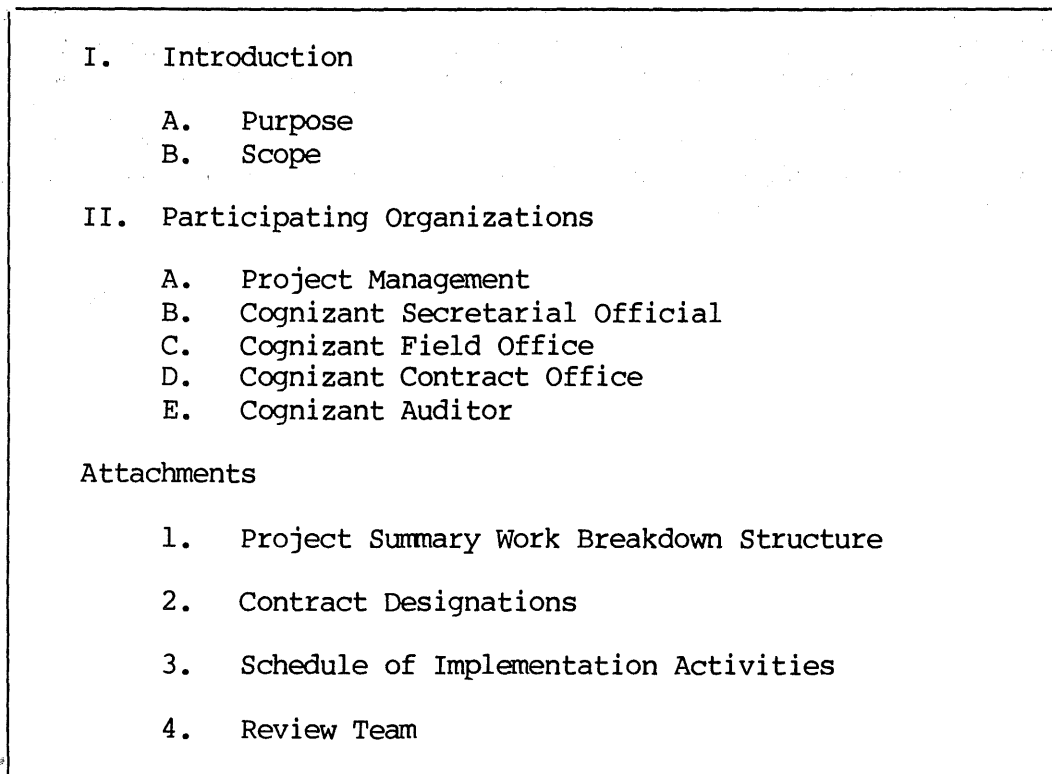 I. Introduction
A. Purpose
B. Scope
II. Participating Organizations
A. Project Management
B. Cognizant Secretarial Official
C. Cognizant Field Office
D. Cognizant Contract Office
E. Cognizant Auditor
Attachments
1. Project Summary Work Breakdown Structure
2. Contract Designations
3. Schedule of Implementation Activities
4. Review Team